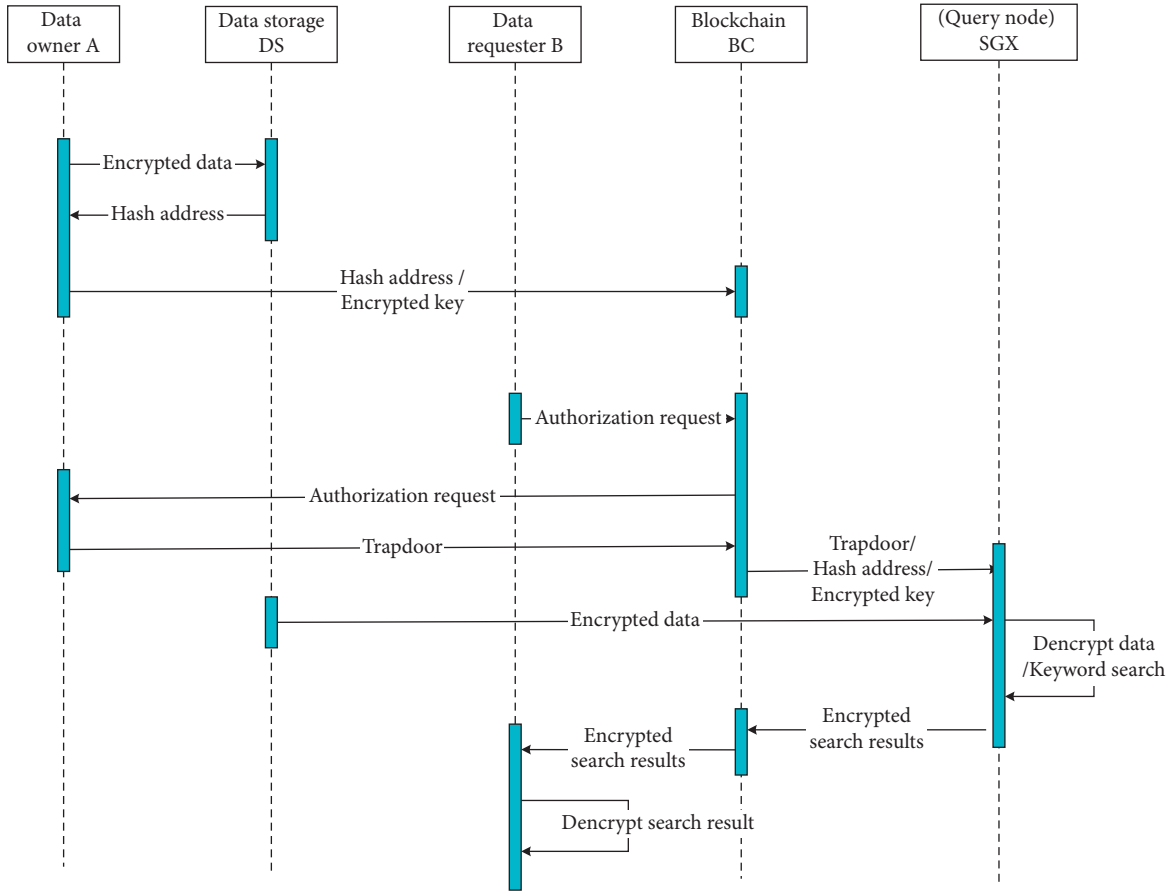 Data
owner A
Data storage
DS
Data
requester B
Blockchain
BC
(Query node)
SGX
Encrypted data
Hash address
Hash address /
Encrypted key
Authorization request
Authorization request
Trapdoor
Trapdoor/
Hash address/
Encrypted key
Encrypted data
Dencrypt data
/Keyword search
Encrypted
search results
Encrypted
search results
Dencrypt search result